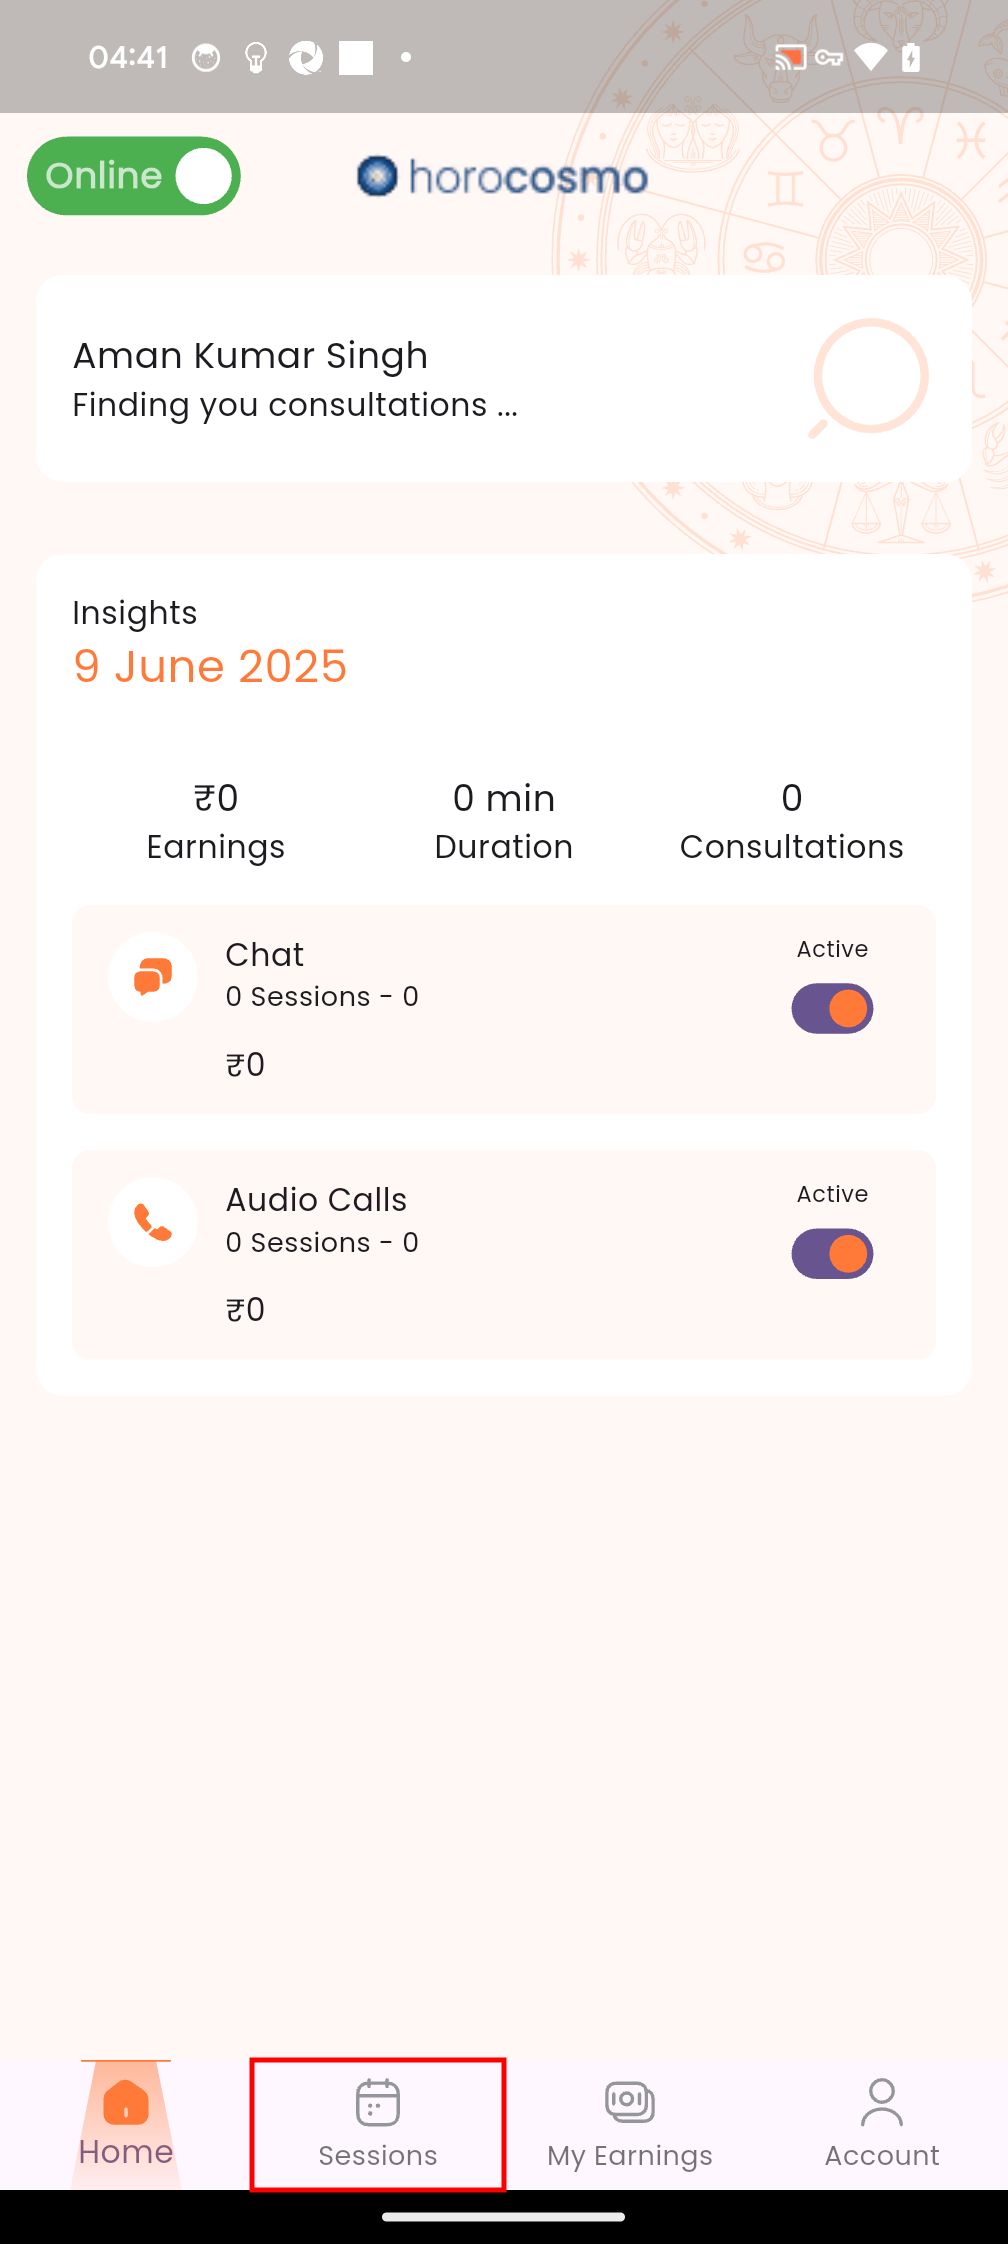 04:41
Online
horocosmo
Aman Kumar Singh
Finding you consultations ...
Insights
9 June 2025
₹0
0 min
0
Earnings
Duration
Consultations
Chat
Active
0 Sessions - 0
₹0
Audio Calls
Active
0 Sessions - 0
₹0
Home
Sessions
My Earnings
Account